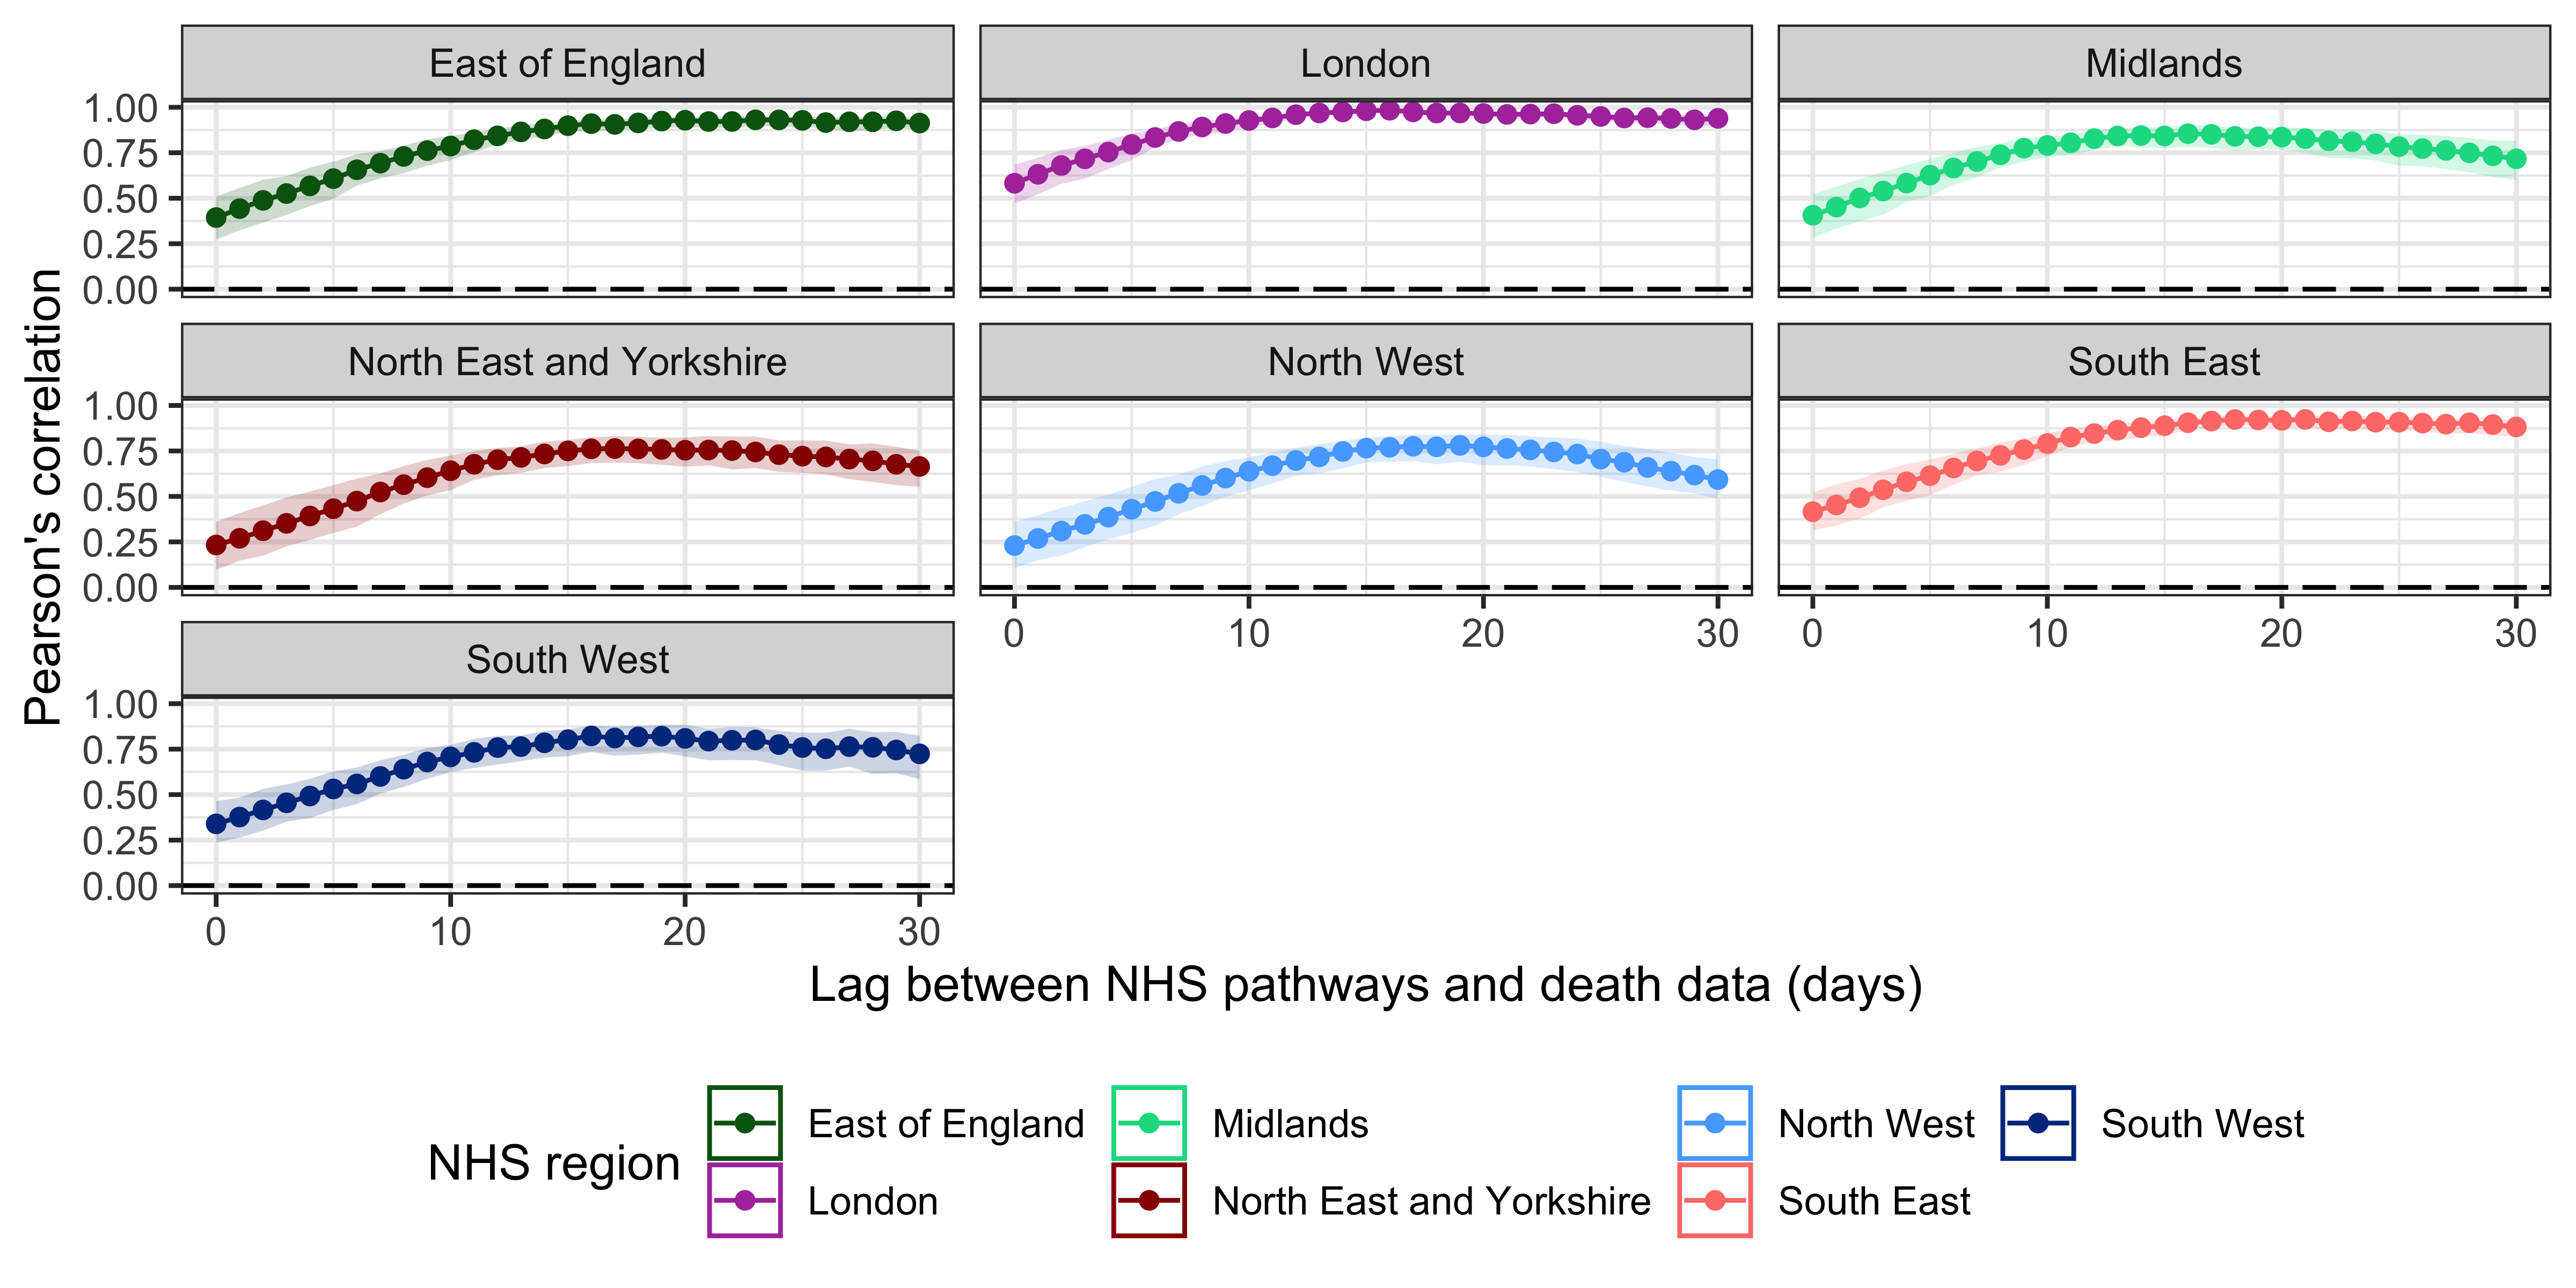 East of England
London
Midlands
1.00
0.75
0.50
0.25
0.00
North East and Yorkshire
North West
South East
1.00
0.75
0.50
0.25
0.00
0 10 20 30
0 10 20 30
South West
1.00
0.75
0.50
0.25
0.00
0 10 20 30
Pearson's correlation
Lag between NHS pathways and death data (days)
NHS region
East of England
Midlands
North West
South West
London
North East and Yorkshire
South East